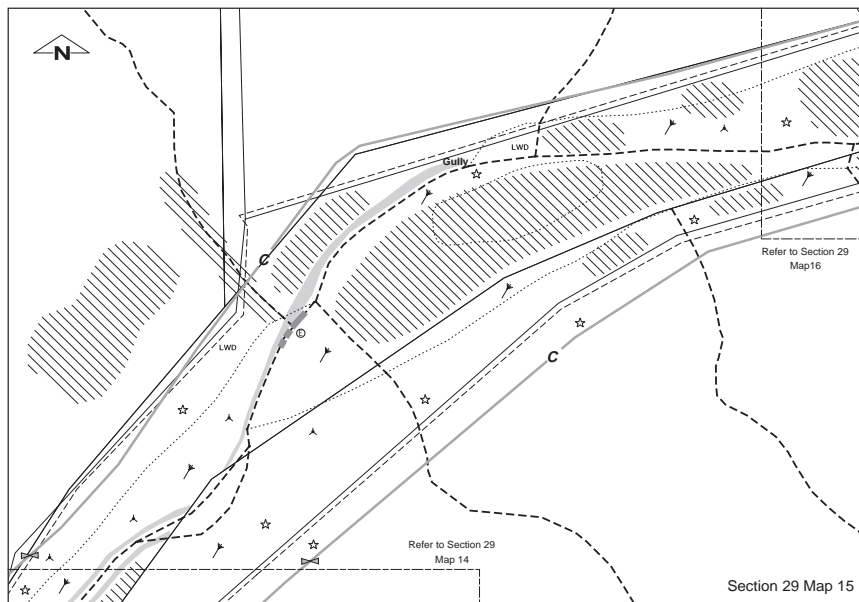 N
LWD
Gully
Refer to Section 29
Map16
C
E
LWD
C
Refer to Section 29
Map 14
Section 29 Map 15